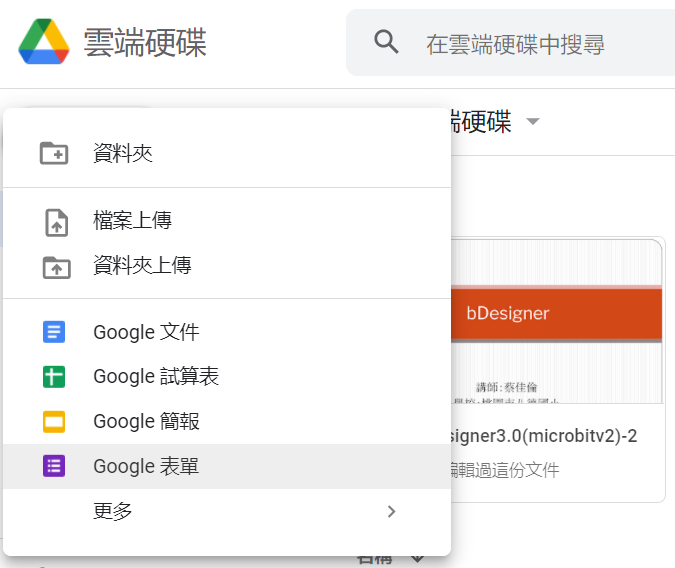 雲端硬碟
在雲端硬碟中搜尋
端硬碟
資料夾
檔案上傳
資料夾上傳
Google 文件
Google 試算表
Google 簡報
Google 表單
更多
bDesigner
講師:蔡佳倫
signer3.0(microbitv2)-2
編輯過這份文件
名稱